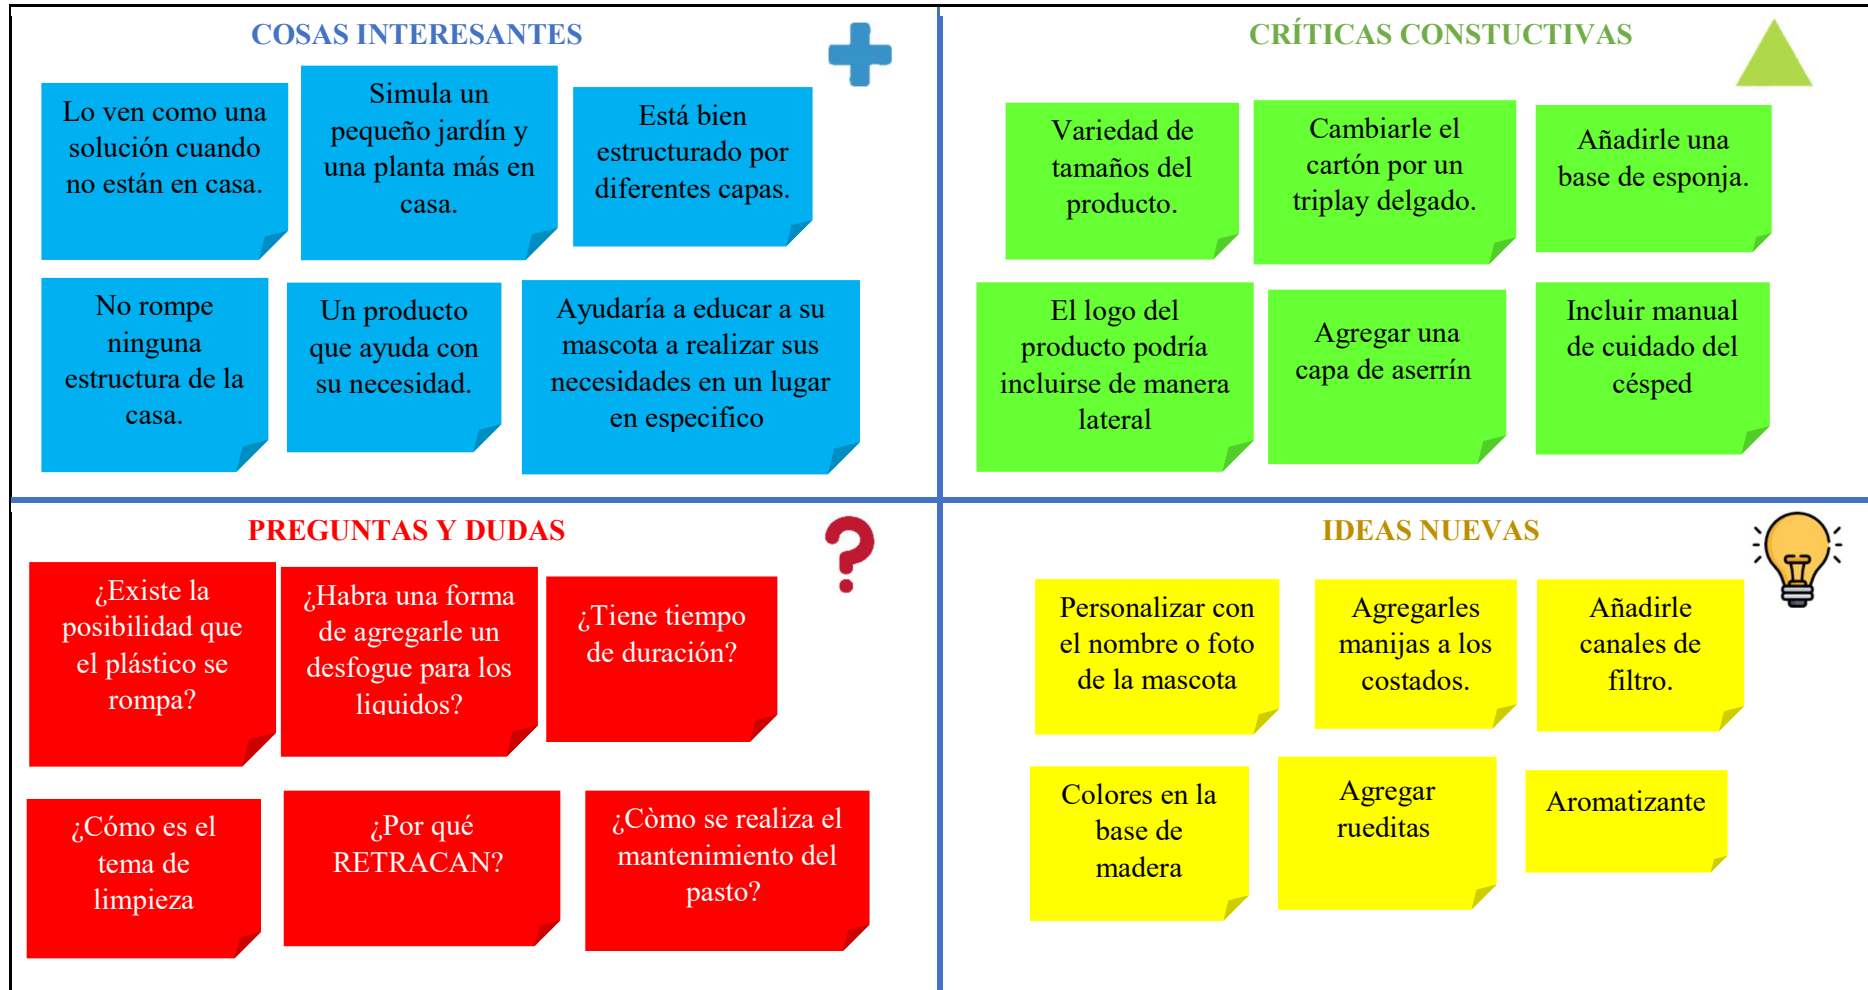 COSAS INTERESANTES
Lo ven como una
solución cuando
no están en casa.
Simula un
pequeño jardín y
una planta más en
casa.
Está bien
estructurado por
diferentes capas.
No rompe
ninguna
estructura de la
casa.
Un producto
que ayuda con
su necesidad.
Ayudaría a educar a su
mascota a realizar sus
necesidades en un lugar
en especifico
CRÍTICAS CONSTUCTIVAS
Variedad de
tamaños del
producto.
Cambiarle el
cartón por un
triplay delgado.
Añadirle una
base de esponja.
El logo del
producto podría
incluirse de manera
lateral
Agregar una
capa de aserrín
Incluir manual
de cuidado del
césped
PREGUNTAS Y DUDAS
¿Existe la
posibilidad que
el plástico se
rompa?
¿Habra una forma
de agregarle un
desfogue para los
liquidos?
¿Tiene tiempo
de duración?
¿Cómo es el
tema de
limpieza
¿Por qué
RETRACAN?
¿Còmo se realiza el
mantenimiento del
pasto?
IDEAS NUEVAS
Personalizar con
el nombre o foto
de la mascota
Agregarles
manijas a los
costados.
Añadirle
canales de
filtro.
Colores en la
base de
madera
Agregar
rueditas
Aromatizante